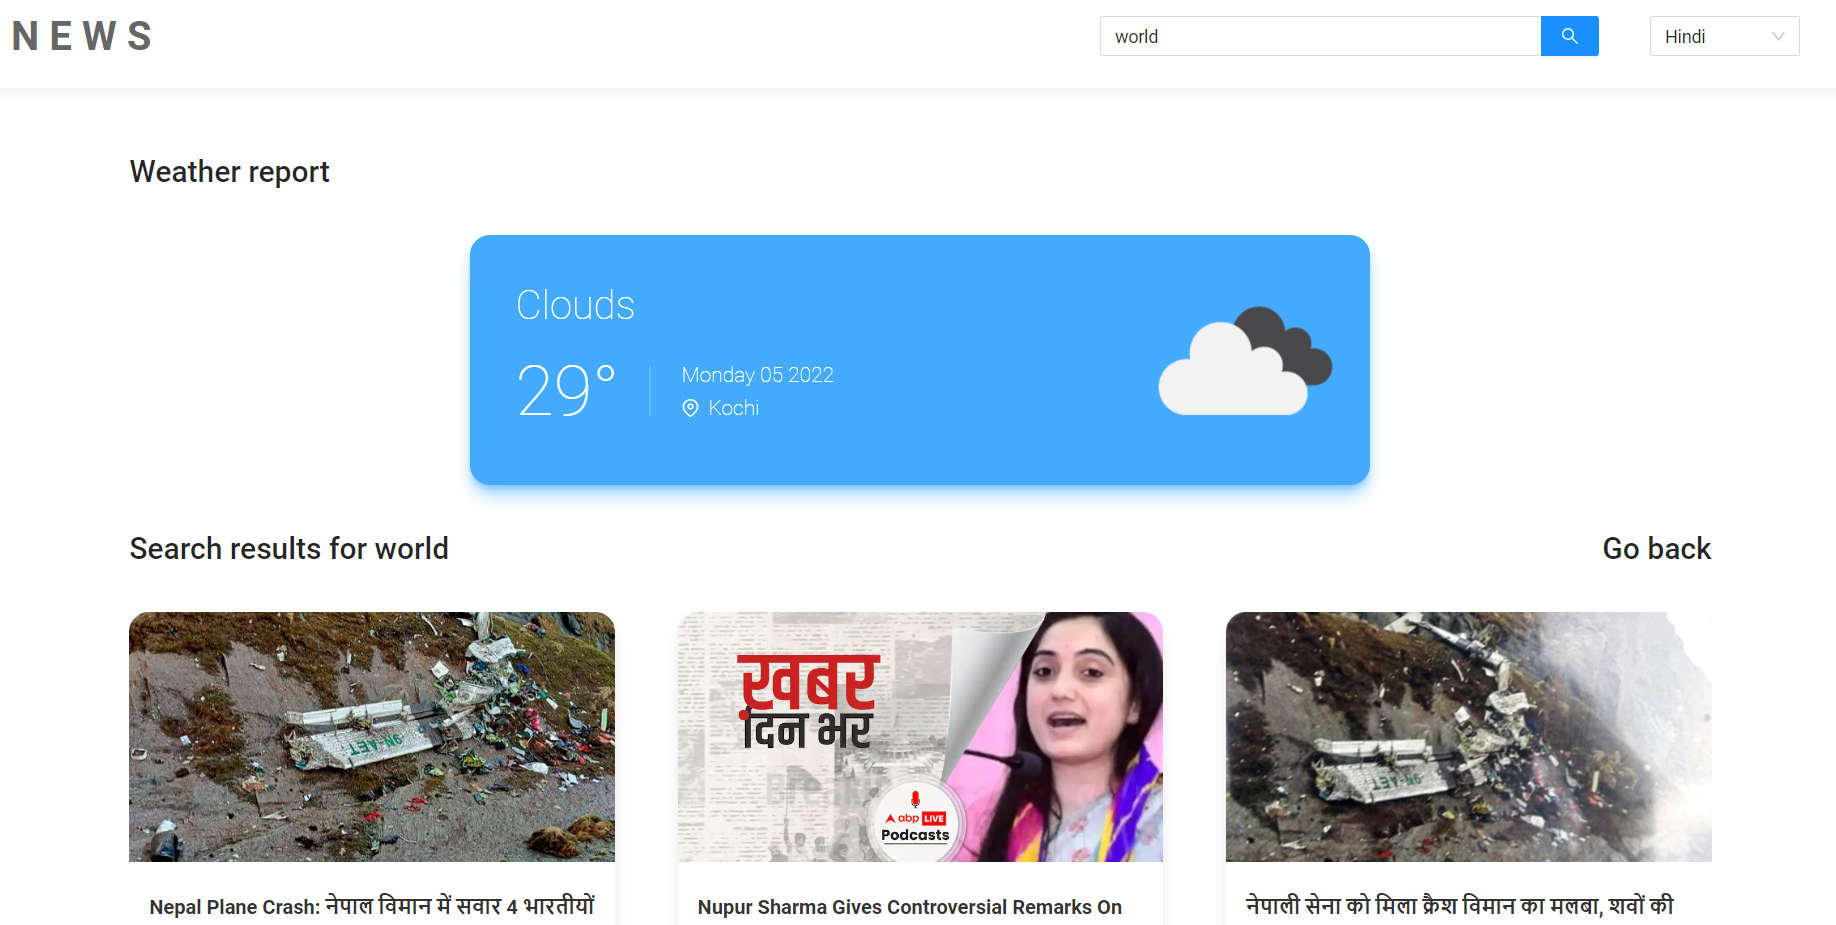 NEWS
world
Hindi
Weather report
Clouds
29°
Monday 05 2022
Kochi
Search results for world
Go back
9N-AET
ख़बर
दिन भर
abp LIVE
Podcasts
9N-AET
Nepal Plane Crash: नेपाल विमान में सवार 4 भारतीयों
Nupur Sharma Gives Controversial Remarks On
नेपाली सेना को मिला क्रैश विमान का मलबा, शवों की